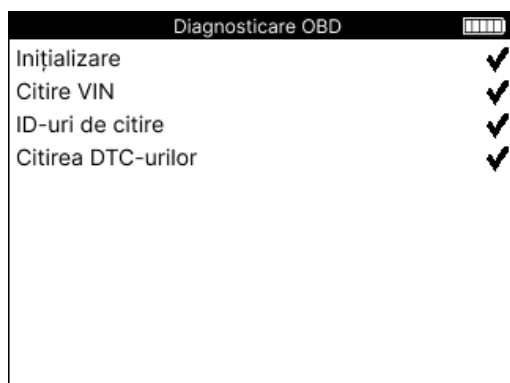 Diagnosticare OBD
Inițializare
Citire VIN
ID-uri de citire
Citirea DTC-urilor